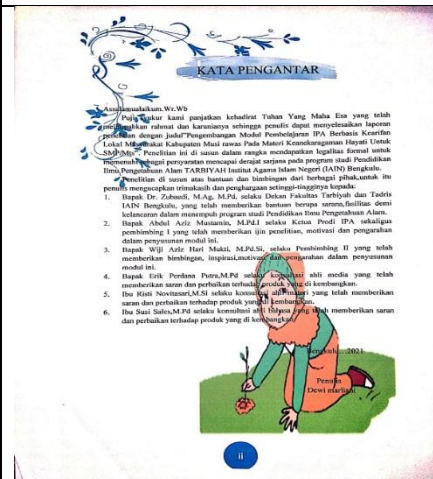 KATA PENGANTAR
Assalamualaikum.Wr.Wb
Puji syukur kami panjatkan kehadirat Tuhan Yang Maha Esa yang telah
melimpahkan rahmat dan karunianya sehingga penulis dapat menyelesaikan laporan
penelitian dengan judul"Pengembangan Modul Pembelajaran IPA Berbasis Kearifan
Lokal Masyarakat Kabupaten Musi rawas Pada Materi Keanekaragaman Hayati Untuk
SMP/Mts". Penelitian ini di susun dalam rangka mendapatkan legalitas formal untuk
memenuhi sebagai persyaratan mencapai derajat sarjana pada program studi Pendidikan
Ilmu Pengetahuan Alam TARBIYAH Institut Agama Islam Negeri (IAIN) Bengkulu.
Penelitian di susun atas bantuan dan bimbingan dari berbagai pihak,untuk itu
penulis mengucapkan trimakasih dan penghargaan setinggi-tingginya kepada:
1. Bapak Dr. Zubaedi, M.Ag, M.Pd, selaku Dekan Fakultas Tarbiyah dan Tadris
IAIN Bengkulu, yang telah memberikan bantuan berupa sarana,fasilitas demi
kelancaran dalam menempuh program studi Pendidikan Ilmu Pengetahuan Alam.
2. Bapak Abdul Aziz Mustamin, M.Pd.I selaku Ketua Prodi IPA sekaligus
pembimbing I yang telah memberikan ijin penelitian, motivasi dan pengarahan
dalam penyusunan modul ini.
3. Bapak Wiji Aziz Hari Mukti, M.Pd.Si, selaku Pembimbing II yang telah
memberikan bimbingan, inspirasi,motivasi dan pengarahan dalam penyusunan
modul ini.
4. Bapak Erik Perdana Putra,M.Pd selaku konsultasi ahli media yang telah
memberikan saran dan perbaikan terhadap produk yang di kembangkan.
5. Ibu Risti Novitasari,M.Si selaku konsultasi ahli materi yang telah memberikan
saran dan perbaikan terhadap produk yang di kembangkan.
6. Ibu Susi Sales,M.Pd selaku konsultasi ahli bahasa yang telah memberikan saran
dan perbaikan terhadap produk yang di kembangkan.
Bengkulu, 2021
Penulis
Dewi marliani
ii